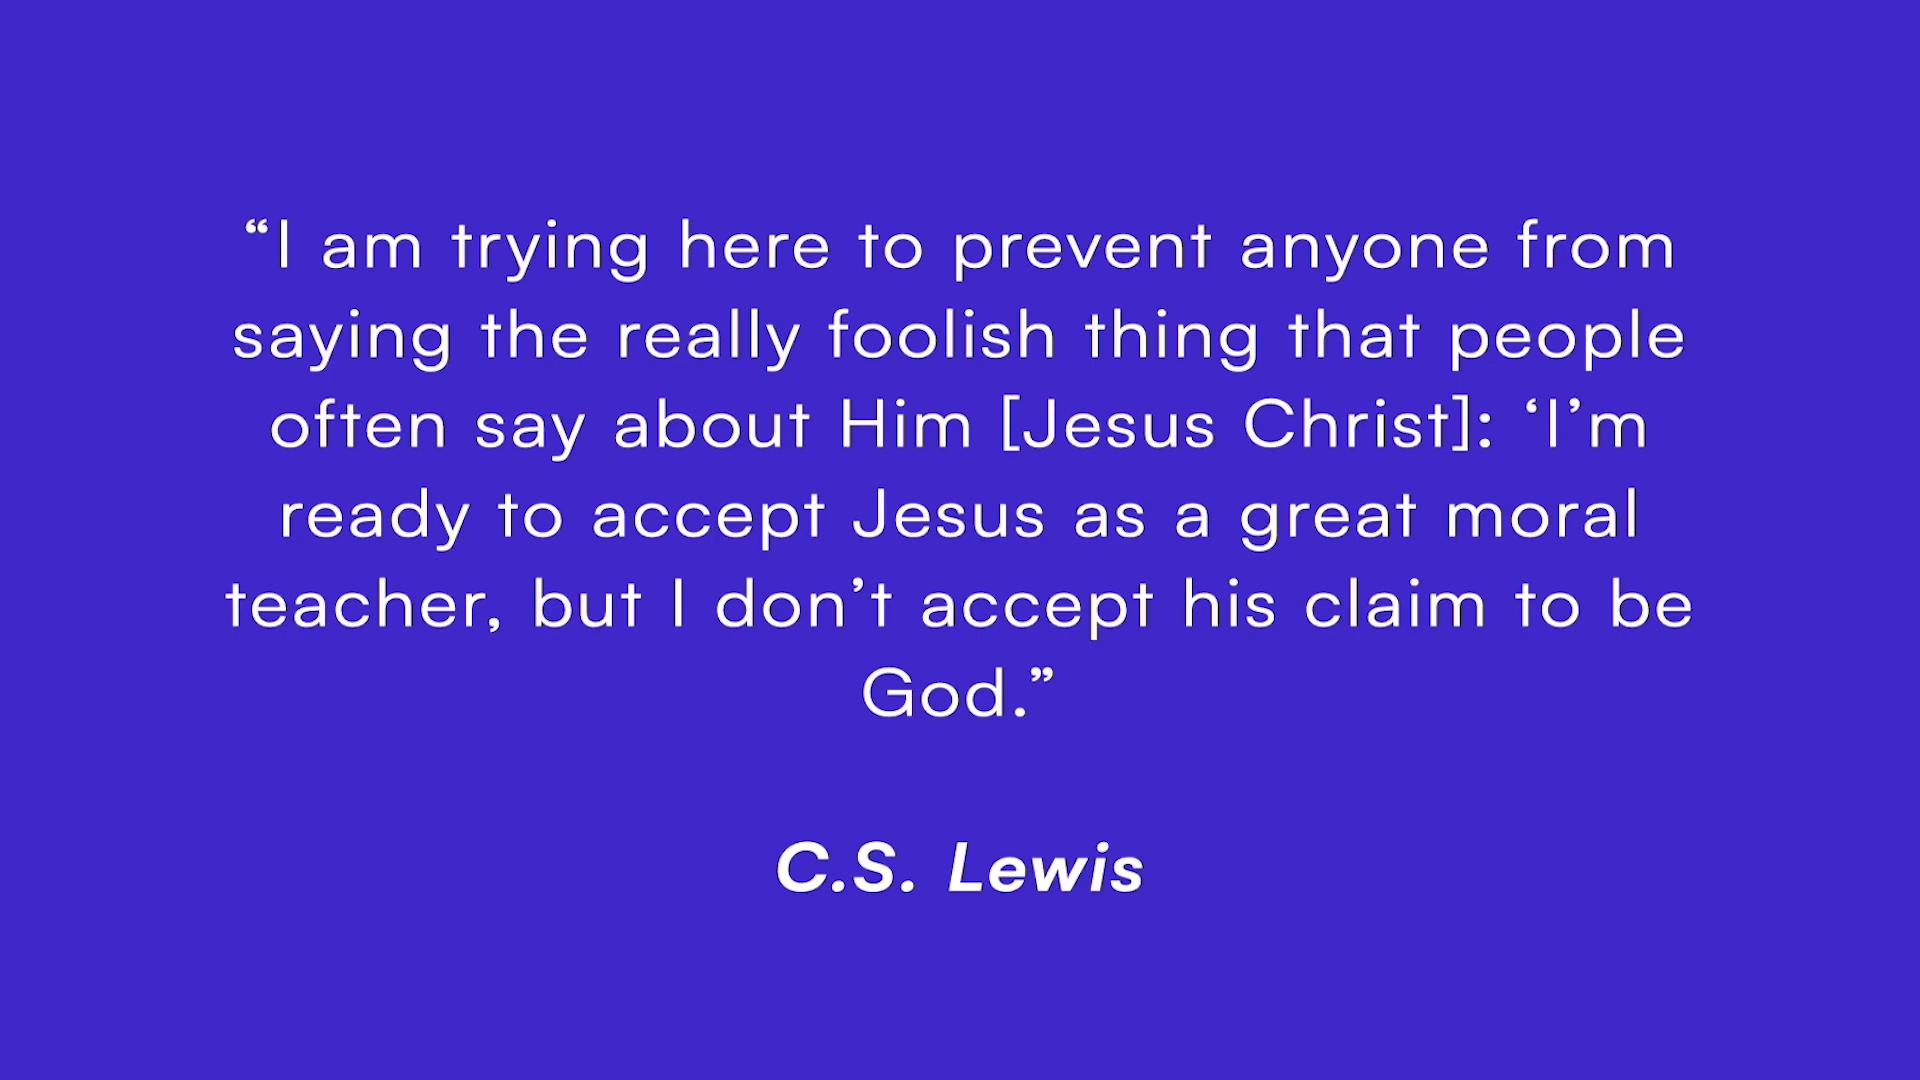 “I am trying here to prevent anyone from
saying the really foolish thing that people
often say about Him [Jesus Christ]: ‘I’m
ready to accept Jesus as a great moral
teacher, but I don’t accept his claim to be
God.”
C.S. Lewis